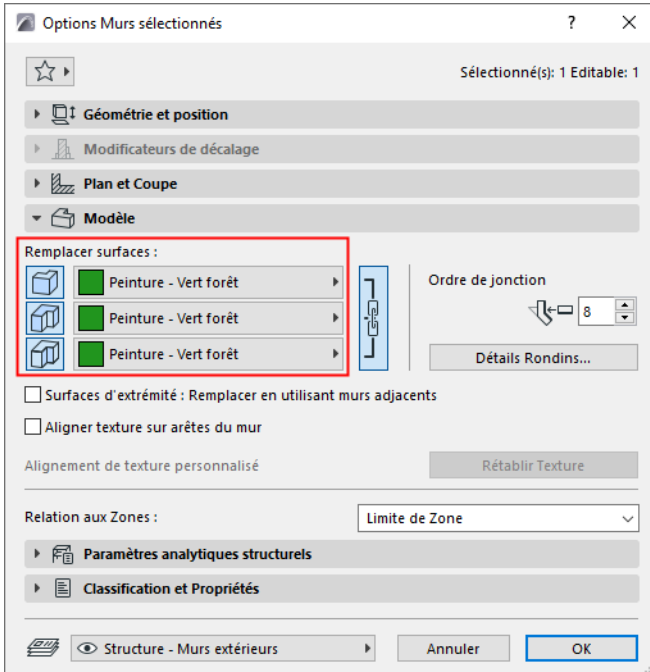 Options Murs sélectionnés
?
Sélectionné(s): 1 Editable: 1
Géométrie et position
Modificateurs de décalage
Plan et Coupe
Modèle
Remplacer surfaces :
Peinture - Vert forêt
Ordre de jonction
Peinture - Vert forêt
8
Peinture - Vert forêt
Détails Rondins...
Surfaces d'extrémité : Remplacer en utilisant murs adjacents
Aligner texture sur arêtes du mur
Alignement de texture personnalisé
Rétablir Texture
Relation aux Zones :
Limite de Zone
Paramètres analytiques structurels
Classification et Propriétés
Structure - Murs extérieurs
Annuler
OK